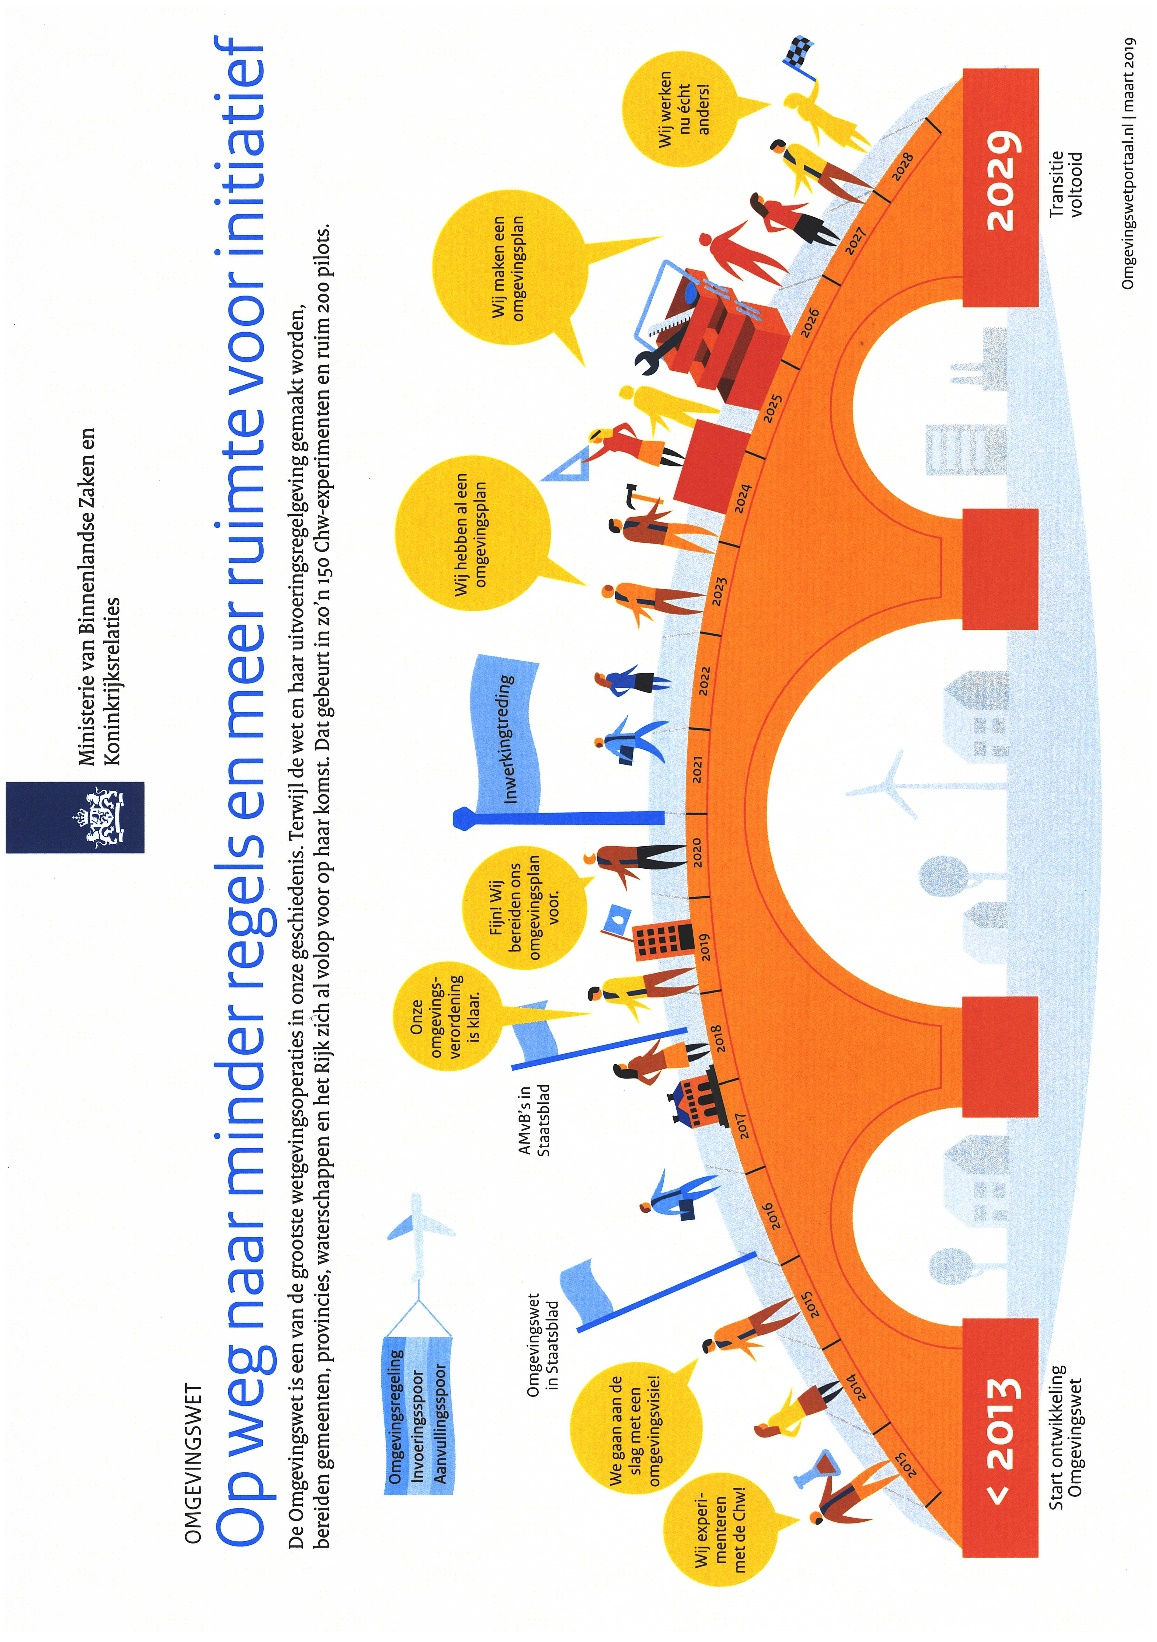 Ministerie van Binnenlandse Zaken en
Koninkrijksrelaties
OMGEVINGSWET
Op weg naar minder regels en meer ruimte voor initiatief
De Omgevingswet is een van de grootste wetgevingsoperaties in onze geschiedenis. Terwijl de wet en haar uitvoeringsregelgeving gemaakt worden,
bereiden gemeenten, provincies, waterschappen en het Rijk zich al volop voor op haar komst. Dat gebeurt in zo'n 150 Chw-experimenten en ruim 200 pilots.
Omgevingsregeling
Invoeringsspoor
Aanvullingsspoor
Wij experi-
menteren
met de Chw!
We gaan aan de
slag met een
omgevingsvisie!
Omgevingswet
in Staatsblad
AMvB's in
Staatsblad
Onze
omgevings-
verordening
is klaar.
Fijn! Wij
bereiden ons
omgevingsplan
voor.
Inwerkingtreding
Wij hebben al een
omgevingsplan
Wij maken een
omgevingsplan
Wij werken
nu écht
anders!
2013
2014
2015
2016
2017
2018
2019
2020
2021
2022
2023
2024
2025
2026
2027
2028
< 2013
2029
Start ontwikkeling
Omgevingswet
Transitie
voltooid
Omgevingswetportaal.nl | maart 2019